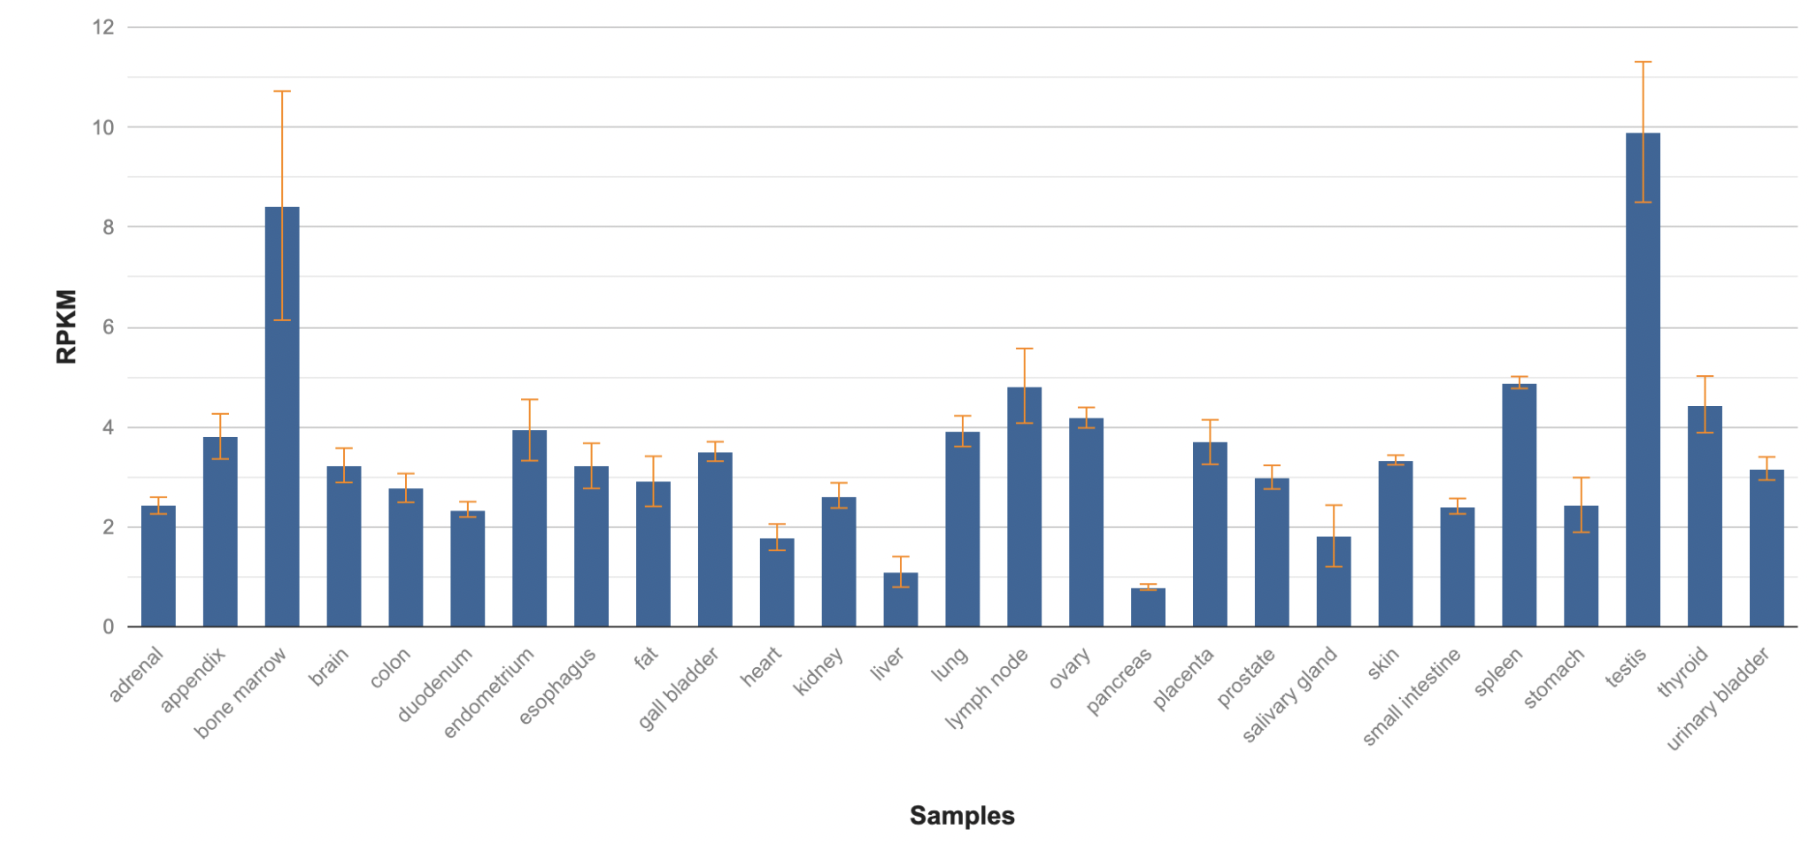 12
10
8
6
4
2
0
RPKM
adrenal
appendix
bone marrow
brain
colon
duodenum
endometrium
esophagus
fat
gall bladder
heart
kidney
liver
lung
lymph node
ovary
pancreas
placenta
prostate
salivary gland
skin
small intestine
spleen
stomach
testis
thyroid
urinary bladder
Samples